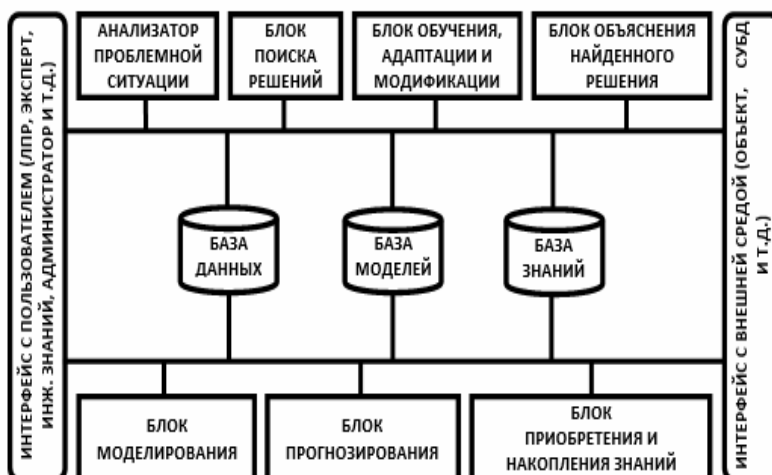 ИНТЕРФЕЙС С ПОЛЬЗОВАТЕЛЕМ (ЛПР, ЭКСПЕРТ,
ИНЖ. ЗНАНИЙ, АДМИНИСТРАТОР И Т.Д.)
АНАЛИЗАТОР
ПРОБЛЕМНОЙ
СИТУАЦИИ
БЛОК
ПОИСКА
РЕШЕНИЙ
БЛОК ОБУЧЕНИЯ,
АДАПТАЦИИ И
МОДИФИКАЦИИ
БЛОК ОБЪЯСНЕНИЯ
НАЙДЕННОГО
РЕШЕНИЯ
БАЗА
ДАННЫХ
БАЗА
МОДЕЛЕЙ
БАЗА
ЗНАНИЙ
БЛОК
МОДЕЛИРОВАНИЯ
БЛОК
ПРОГНОЗИРОВАНИЯ
БЛОК
ПРИОБРЕТЕНИЯ И
НАКОПЛЕНИЯ ЗНАНИЙ
ИНТЕРФЕЙС С ВНЕШНЕЙ СРЕДОЙ (ОБЪЕКТ, СУБД
И Т.Д.)